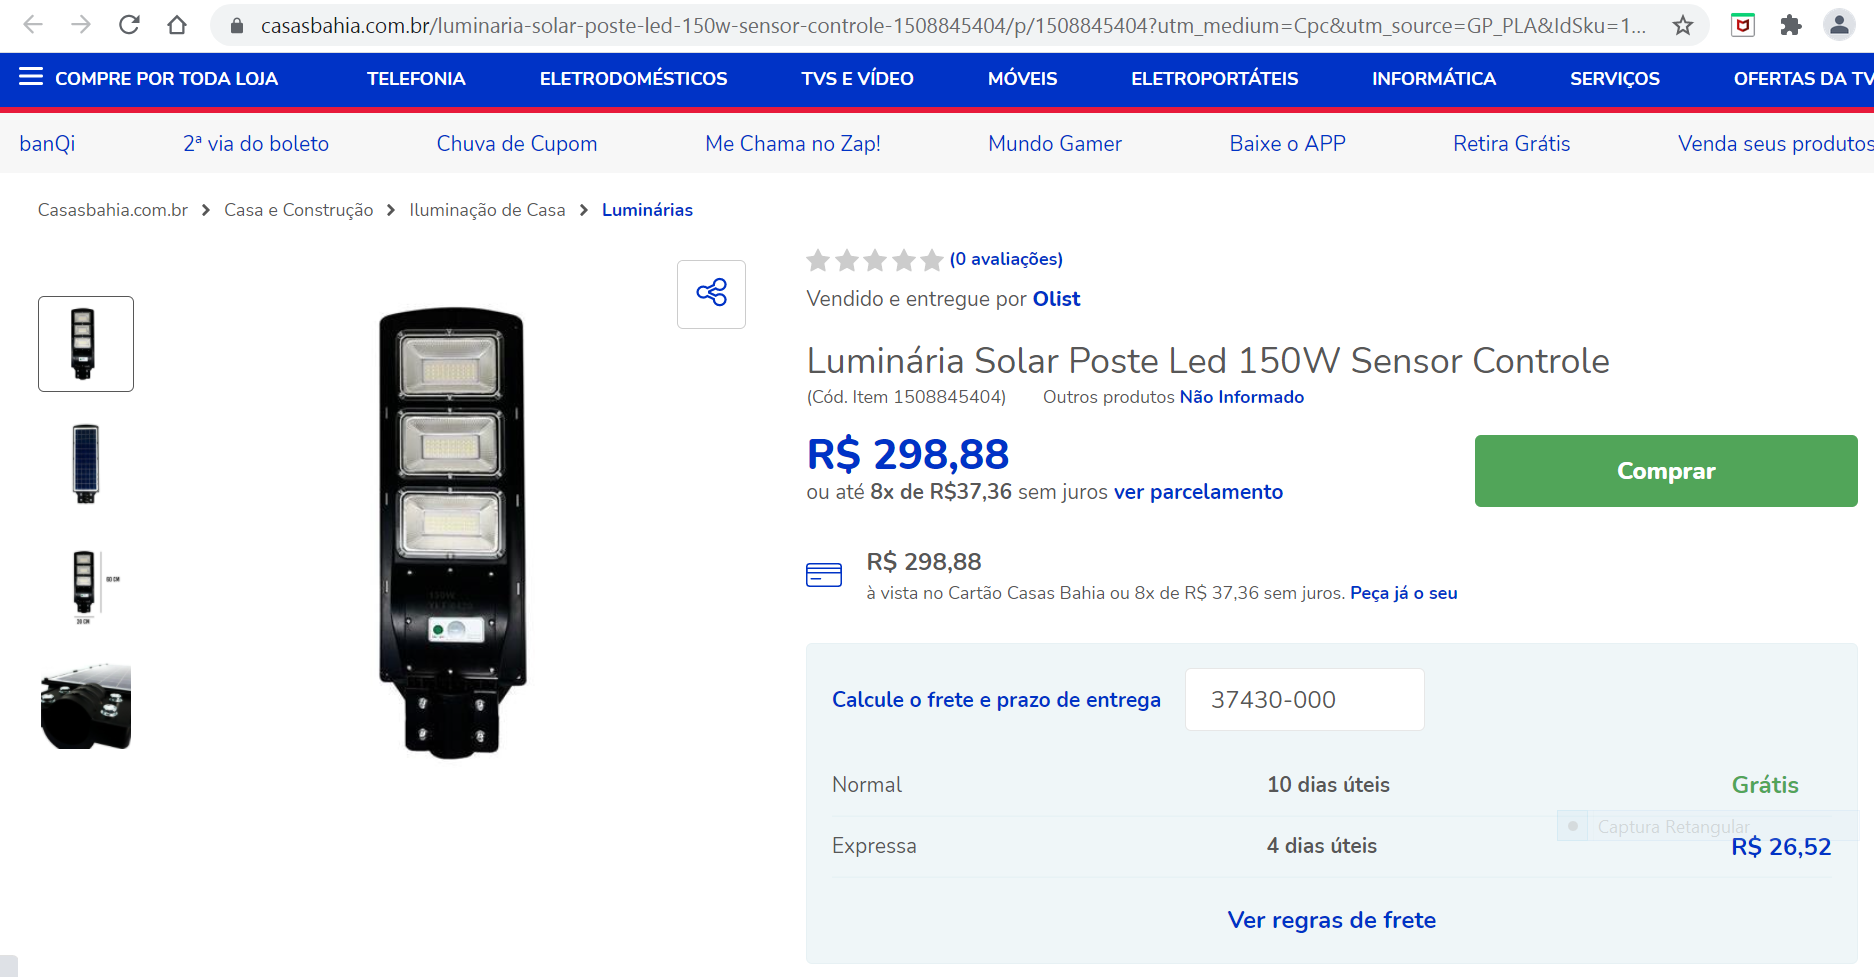 casasbahia.com.br/luminaria-solar-poste-led-150w-sensor-controle-1508845404/p/1508845404?utm_medium=Cpc&utm_source=GP_PLA&IdSku=1...
COMPRE POR TODA LOJA TELEFONIA ELETRODOMÉSTICOS TVS E VÍDEO MÓVEIS ELETROPORTÁTEIS INFORMÁTICA SERVIÇOS OFERTAS DA TV
banQi 2ª via do boleto Chuva de Cupom Me Chama no Zap! Mundo Gamer Baixe o APP Retira Grátis Venda seus produtos
Casasbahia.com.br > Casa e Construção > Iluminação de Casa > Luminárias
(0 avaliações)
Vendido e entregue por Olist
Luminária Solar Poste Led 150W Sensor Controle
(Cód. Item 1508845404) Outros produtos Não Informado
R$ 298,88
Comprar
ou até 8x de R$37,36 sem juros ver parcelamento
R$ 298,88
à vista no Cartão Casas Bahia ou 8x de R$ 37,36 sem juros. Peça já o seu
60 CM
20 CM
150W
Calcule o frete e prazo de entrega 37430-000
Normal 10 dias úteis Grátis
Captura Retangular
Expressa 4 dias úteis R$ 26,52
Ver regras de frete